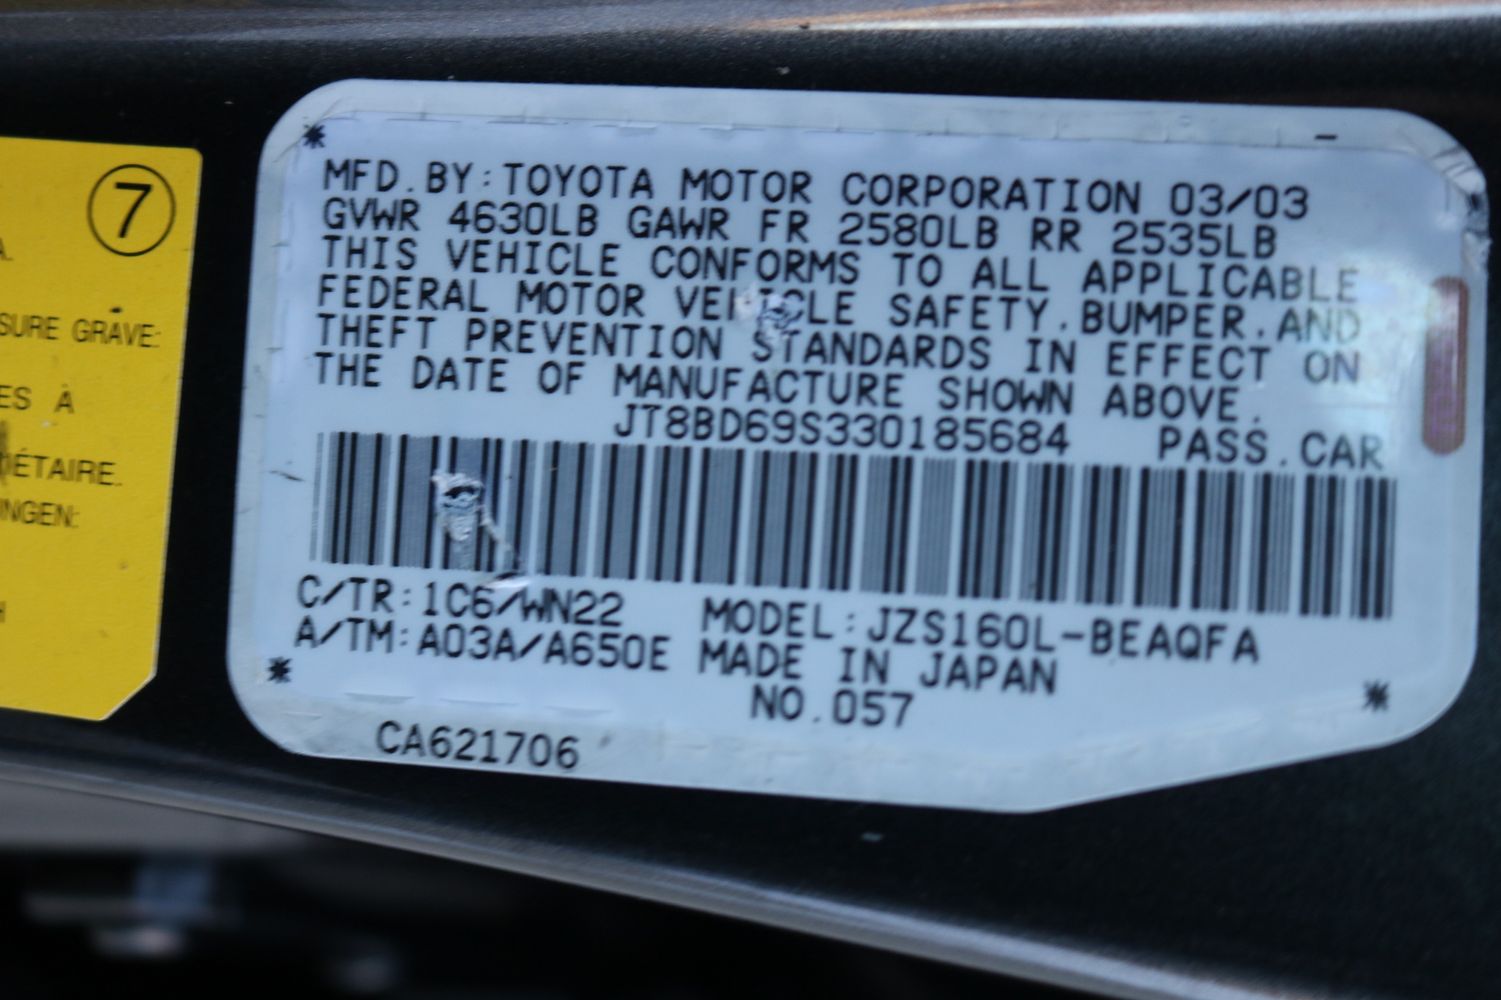 7
A.
SURE GRAVE:
ES À
IÉTAIRE.
NGEN:
H
MFD.BY:TOYOTA MOTOR CORPORATION 03/03
GVWR 4630LB GAWR FR 2580LB RR 2535LB
THIS VEHICLE CONFORMS TO ALL APPLICABLE
FEDERAL MOTOR VEHICLE SAFETY.BUMPER.AND
THEFT PREVENTION STANDARDS IN EFFECT ON
THE DATE OF MANUFACTURE SHOWN ABOVE.
JT8BD69S330185684 PASS.CAR
C/TR:1C6/WN22 MODEL:JZS160L-BEAQFA
A/TM:A03A/A650E MADE IN JAPAN
NO.057
CA621706